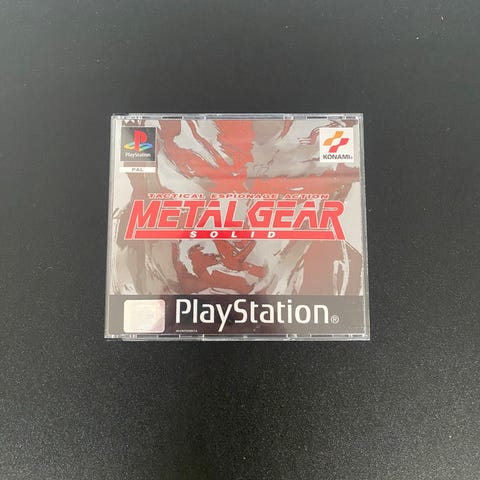 PlayStation
PAL
KONAMI
TACTICAL ESPIONAGE ACTION
METAL GEAR
SOLID
PlayStation®